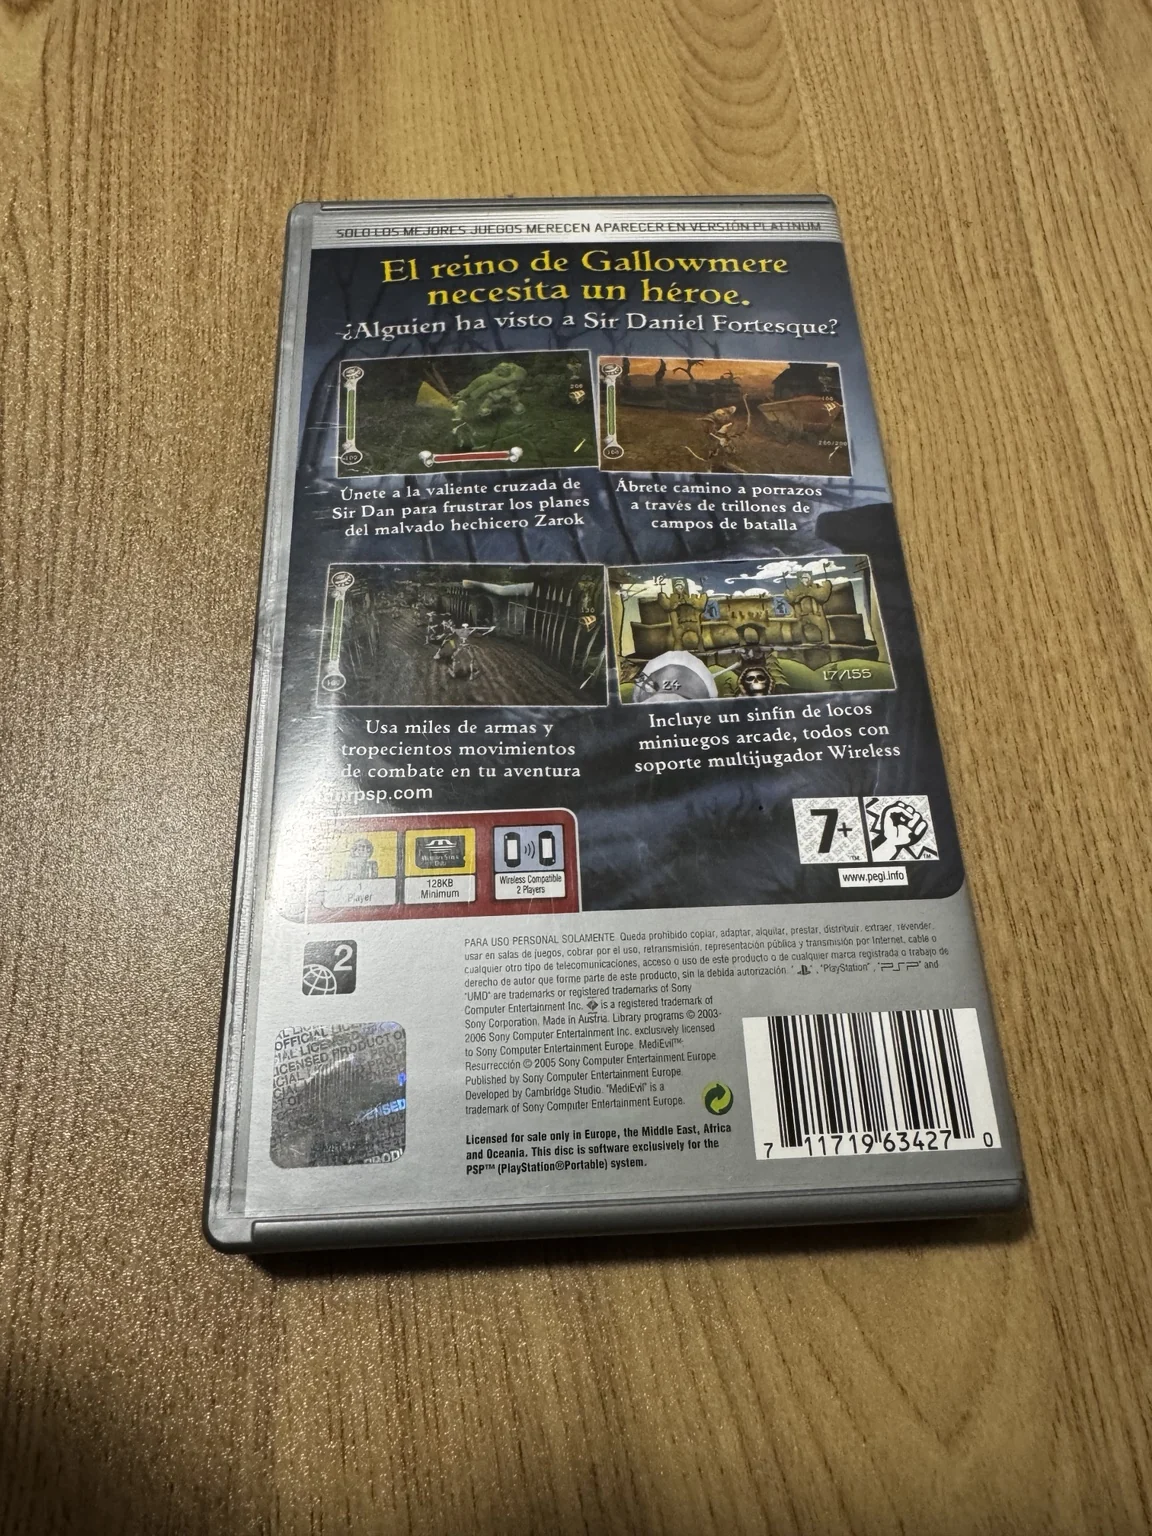 SOLO LOS MEJORES JUEGOS MERECEN APARECER EN VERSIÓN PLATINUM
El reino de Gallowmere
necesita un héroe.
¿Alguien ha visto a Sir Daniel Fortesque?
Únete a la valiente cruzada de
Sir Dan para frustrar los planes
del malvado hechicero Zarok
Ábrete camino a porrazos
a través de trillones de
campos de batalla
Usa miles de armas y
tropecientos movimientos
de combate en tu aventura
24
17/155
Incluye un sinfín de locos
miniuegos arcade, todos con
soporte multijugador Wireless
rpsp.com
1
Player
128KB
Minimum
Wireless Compatible
2 Players
7+
www.pegi.info
2
PARA USO PERSONAL SOLAMENTE. Queda prohibido copiar, adaptar, alquilar, prestar, distribuir, extraer, revender,
usar en salas de juegos, cobrar por el uso, retransmisión, representación pública y transmisión por Internet, cable o
cualquier otro tipo de telecomunicaciones, acceso o uso de este producto o de cualquier marca registrada o trabajo de
derecho de autor que forme parte de este producto, sin la debida autorización. "PlayStation", "PSP" and
"UMD" are trademarks or registered trademarks of Sony
Computer Entertainment Inc. is a registered trademark of
Sony Corporation. Made in Austria. Library programs © 2003-
2006 Sony Computer Entertainment Inc. exclusively licensed
to Sony Computer Entertainment Europe. MediEvil™:
Resurrección © 2005 Sony Computer Entertainment Europe.
Published by Sony Computer Entertainment Europe.
Developed by Cambridge Studio. "MediEvil" is a
trademark of Sony Computer Entertainment Europe.
Licensed for sale only in Europe, the Middle East, Africa
and Oceania. This disc is software exclusively for the
PSP™ (PlayStation®Portable) system.
OFFICIAL
LICENSED PRODUCT
7 11719 63427 0